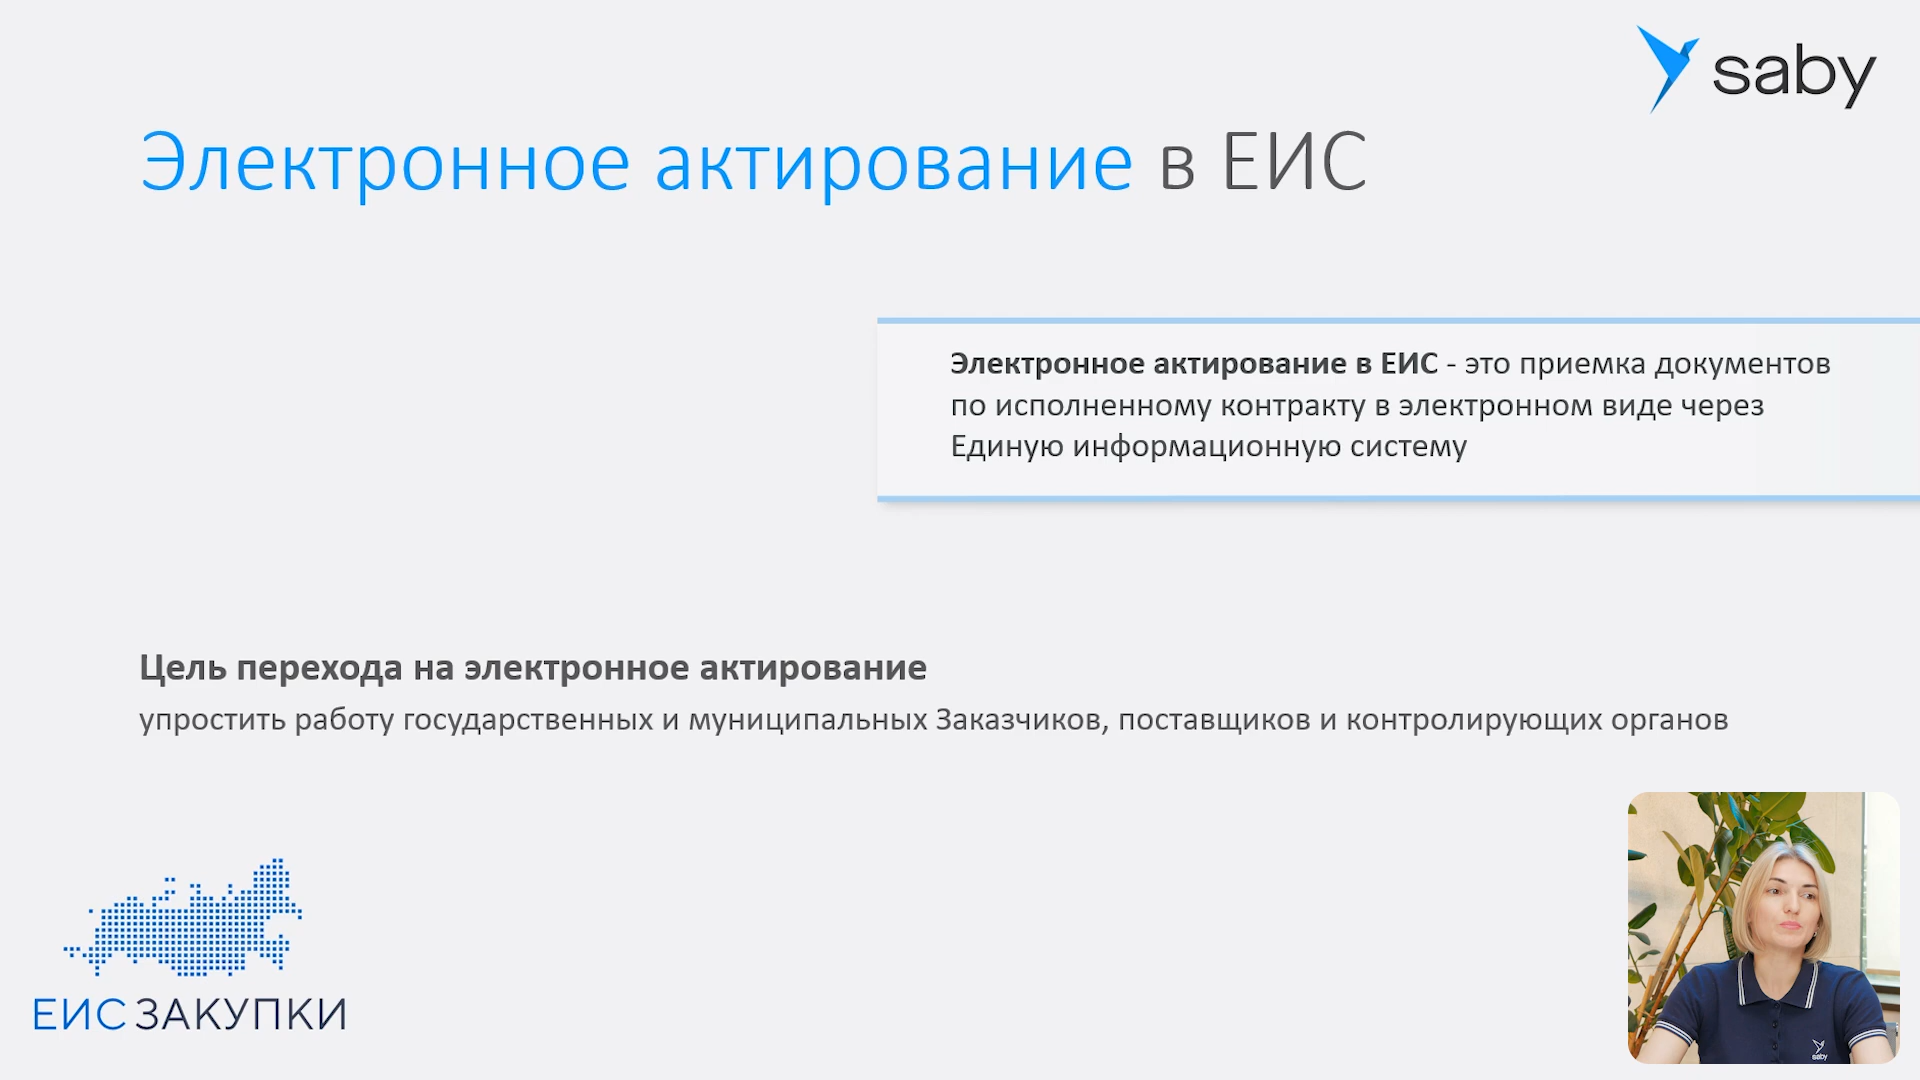 saby
Электронное актирование в ЕИС
Электронное актирование в ЕИС - это приемка документов
по исполненному контракту в электронном виде через
Единую информационную систему
Цель перехода на электронное актирование
упростить работу государственных и муниципальных Заказчиков, поставщиков и контролирующих органов
ЕИС ЗАКУПКИ
saby